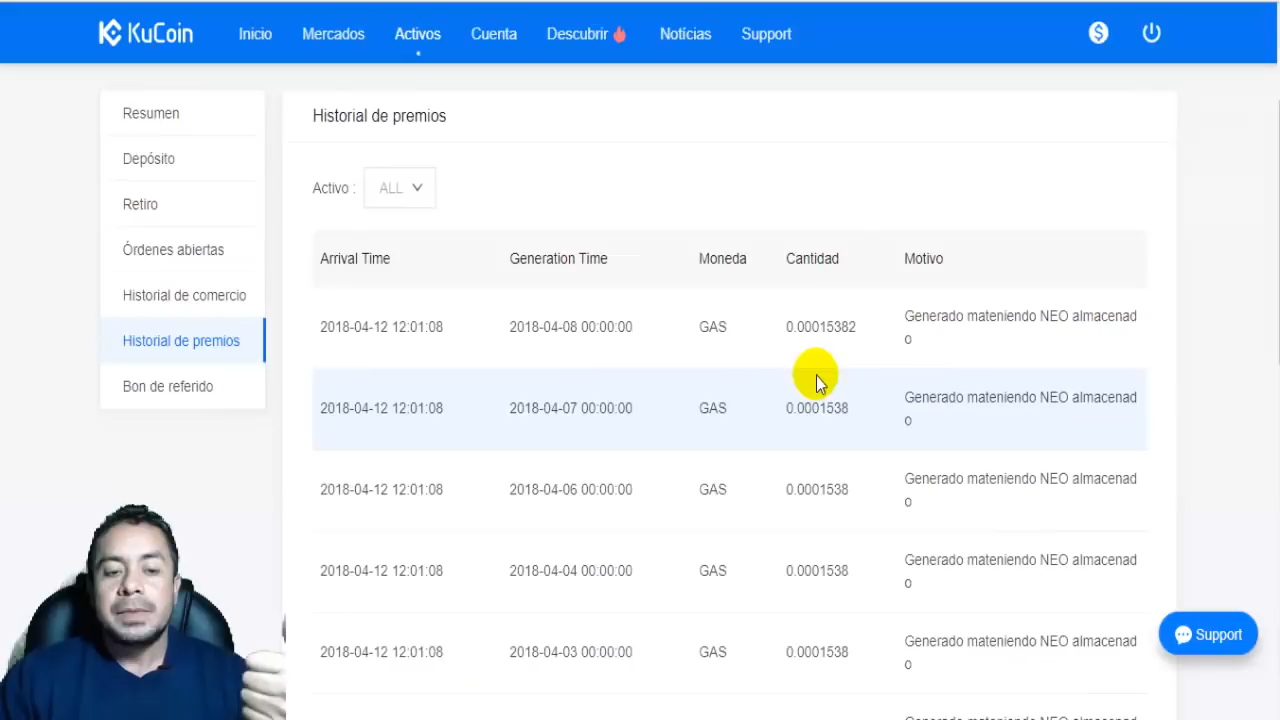 KuCoin Inicio Mercados Activos Cuenta Descubrir Noticias Support
Resumen
Depósito
Retiro
Órdenes abiertas
Historial de comercio
Historial de premios
Bon de referido
Historial de premios
Activo : ALL
Arrival Time Generation Time Moneda Cantidad Motivo
2018-04-12 12:01:08 2018-04-08 00:00:00 GAS 0.00015382 Generado mateniendo NEO almacenad
o
2018-04-12 12:01:08 2018-04-07 00:00:00 GAS 0.0001538 Generado mateniendo NEO almacenad
o
2018-04-12 12:01:08 2018-04-06 00:00:00 GAS 0.0001538 Generado mateniendo NEO almacenad
o
2018-04-12 12:01:08 2018-04-04 00:00:00 GAS 0.0001538 Generado mateniendo NEO almacenad
o
2018-04-12 12:01:08 2018-04-03 00:00:00 GAS 0.0001538 Generado mateniendo NEO almacenad
o
Support